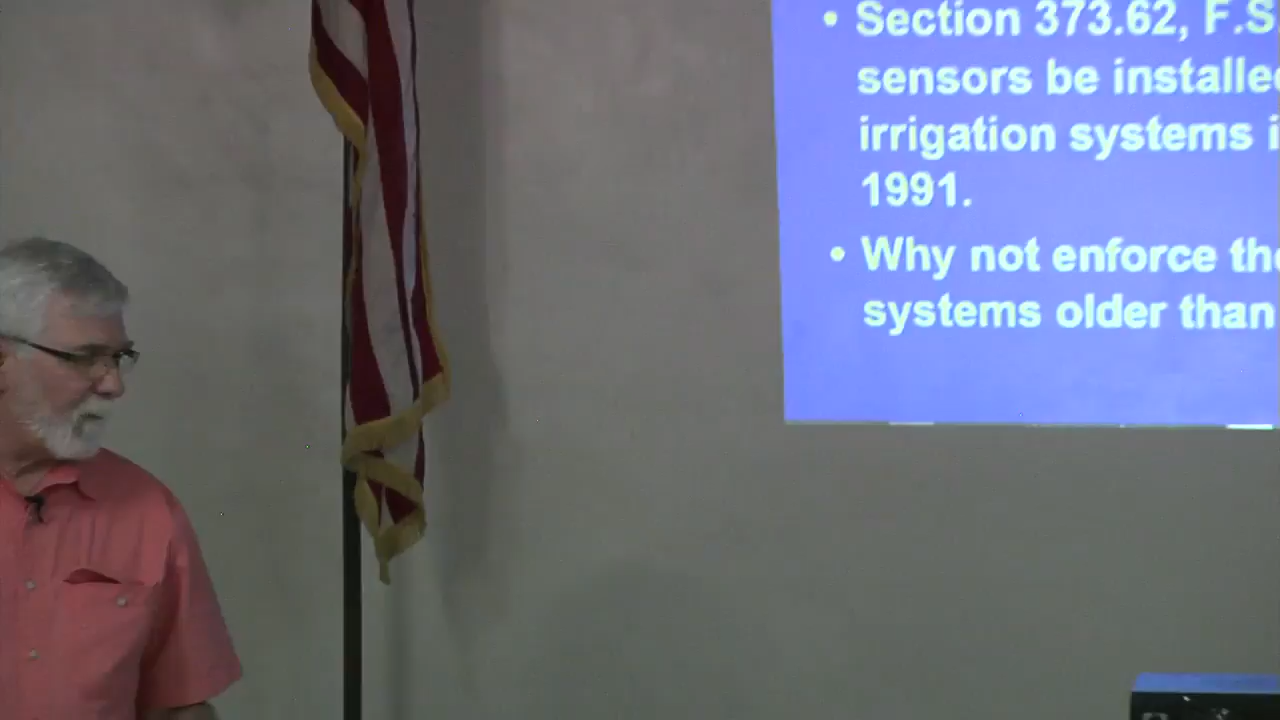 • Section 373.62, F.S.
sensors be installed
irrigation systems i
1991.
• Why not enforce the
systems older than